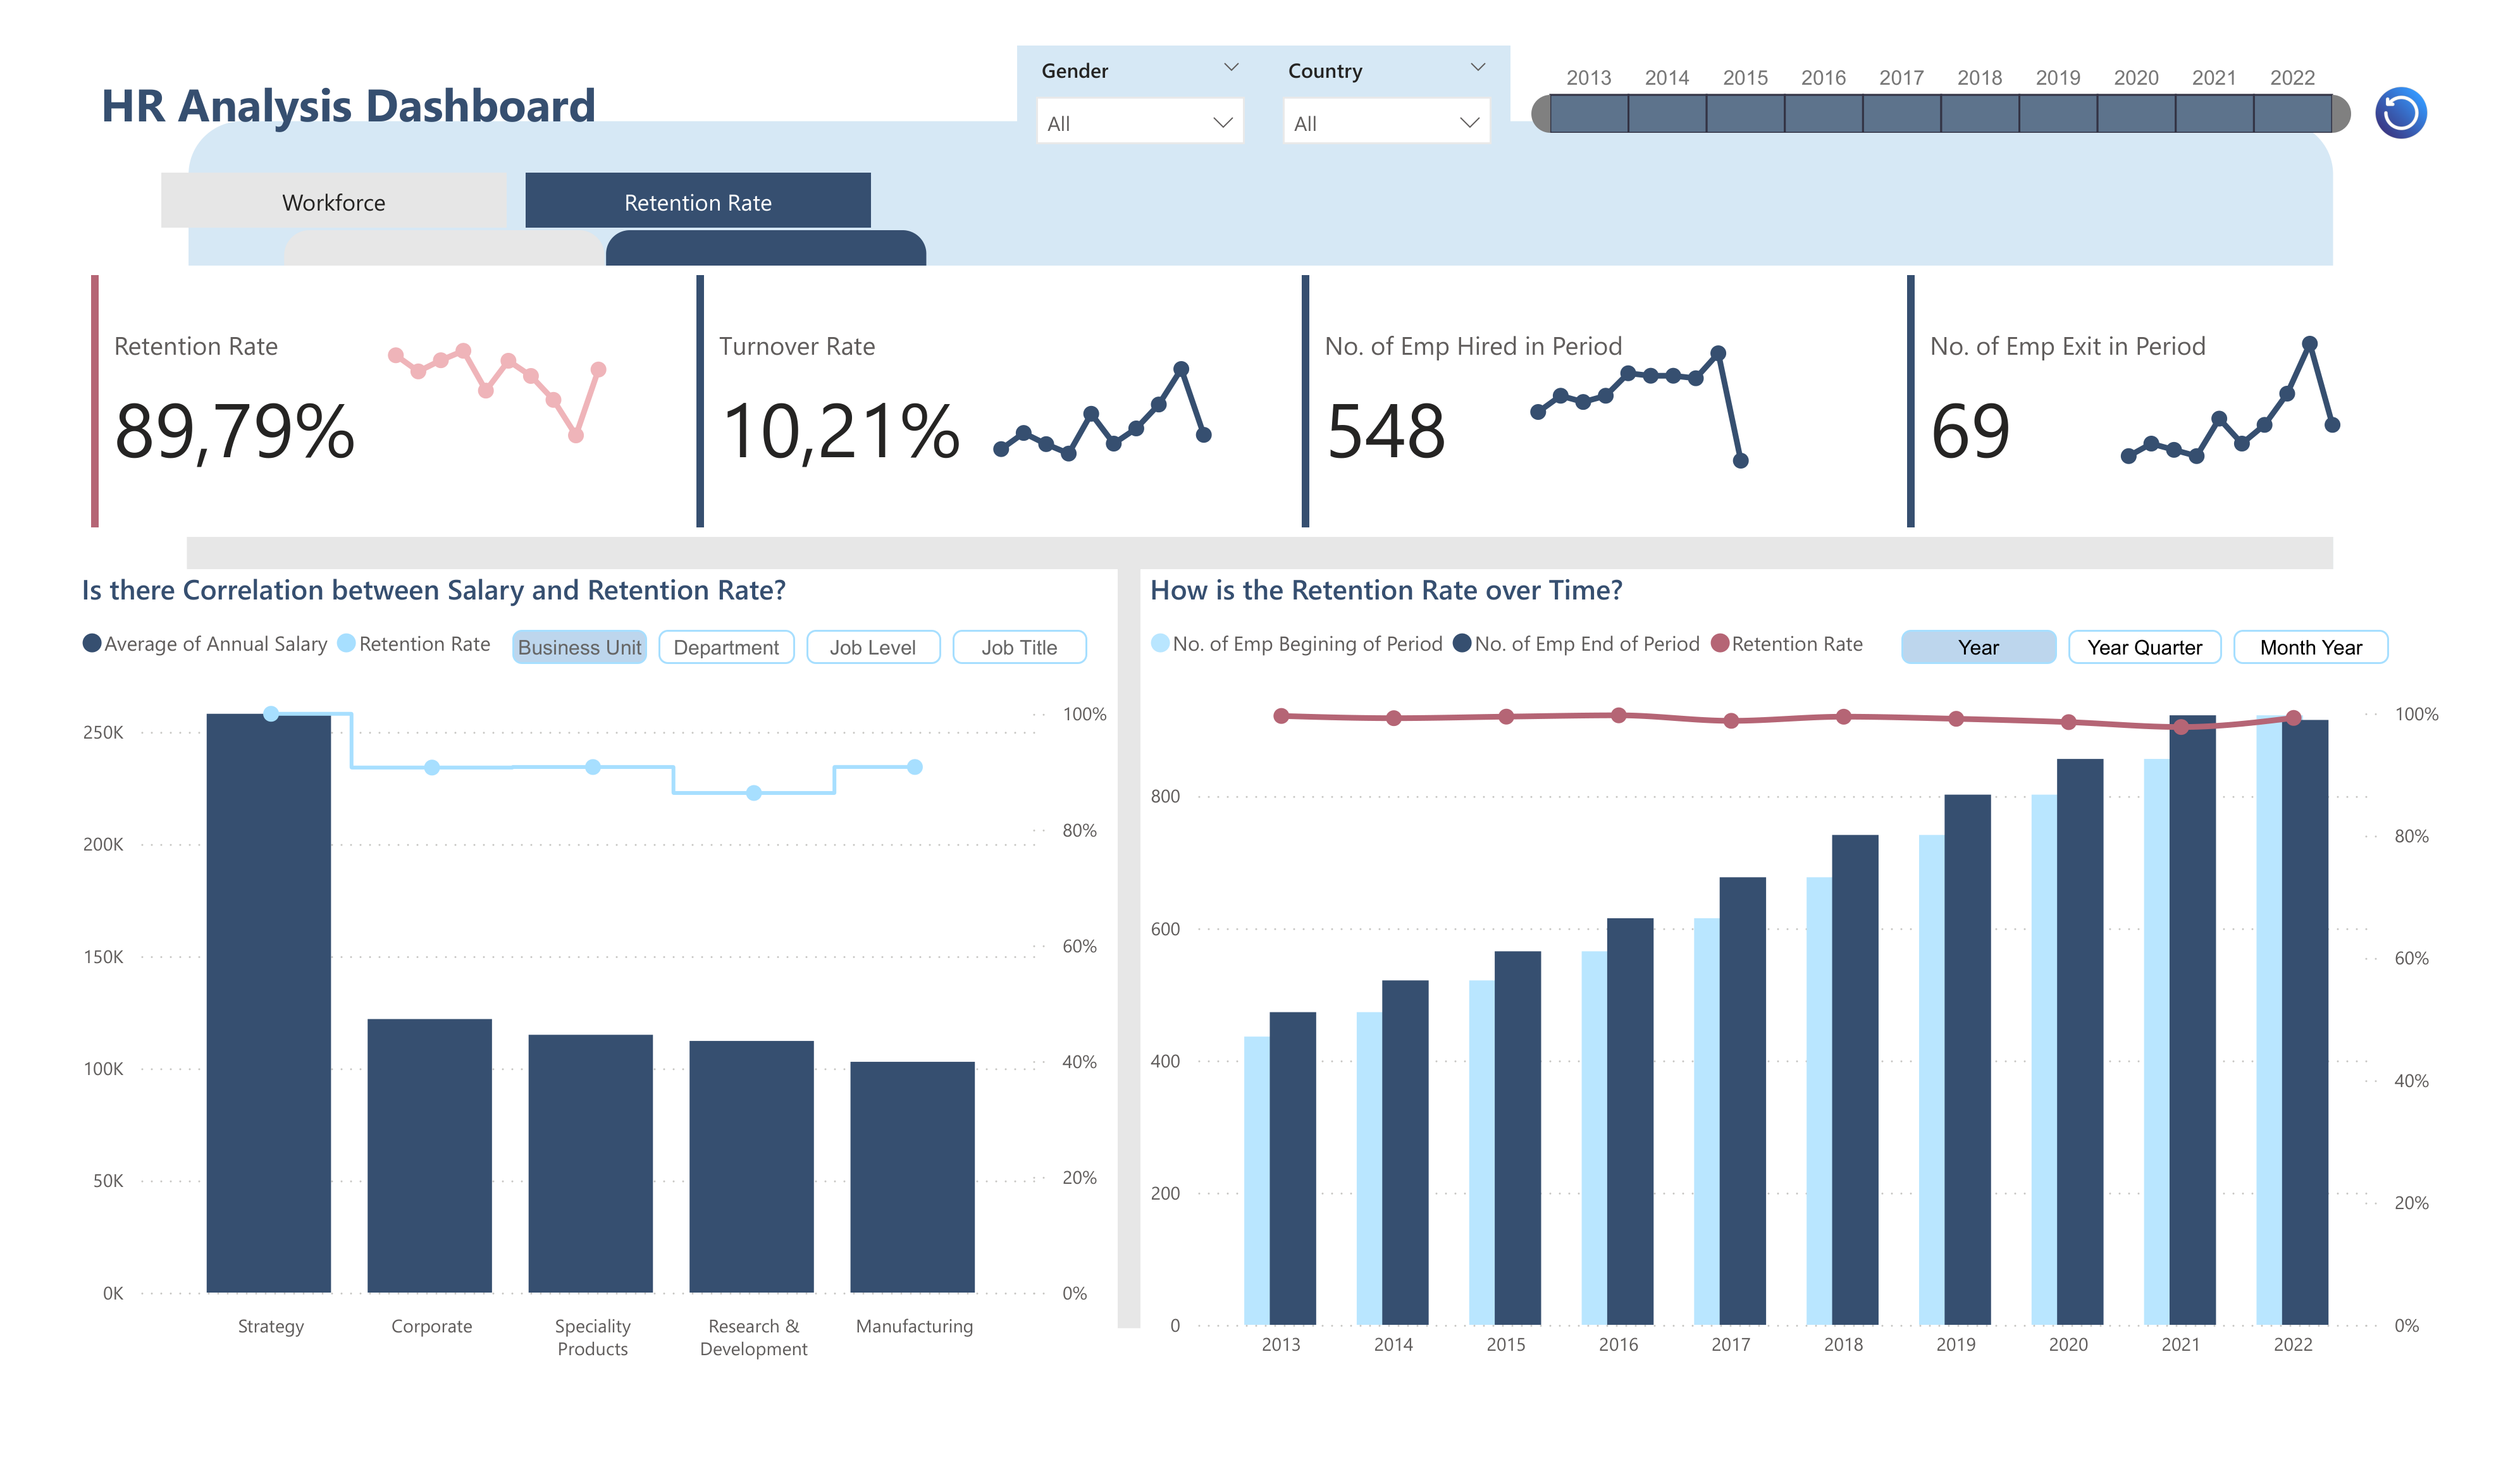 Gender
Country
2013 2014 2015 2016 2017 2018 2019 2020 2021 2022
HR Analysis Dashboard
All
All
Workforce
Retention Rate
Retention Rate
89,79%
Turnover Rate
10,21%
No. of Emp Hired in Period
548
No. of Emp Exit in Period
69
Is there Correlation between Salary and Retention Rate?
Average of Annual Salary
Retention Rate
Business Unit
Department
Job Level
Job Title
250K
200K
150K
100K
50K
0K
100%
80%
60%
40%
20%
0%
Strategy
Corporate
Speciality
Products
Research &
Development
Manufacturing
How is the Retention Rate over Time?
No. of Emp Begining of Period
No. of Emp End of Period
Retention Rate
Year
Year Quarter
Month Year
800
600
400
200
0
100%
80%
60%
40%
20%
0%
2013 2014 2015 2016 2017 2018 2019 2020 2021 2022